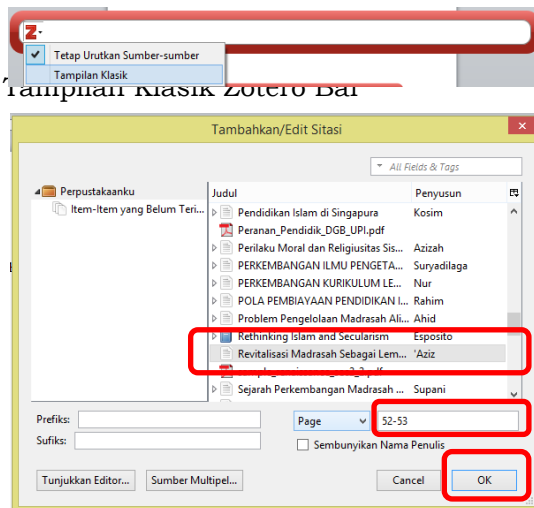 Z
Tetap Urutkan Sumber-sumber
Tampilan Klasik
Tampilan Klasik Zotero Bar
Tambahkan/Edit Sitasi
All Fields & Tags
Perpustakaanku
Item-Item yang Belum Teri...
Judul Penyusun
Pendidikan Islam di Singapura Kosim
Peranan_Pendidik_DGB_UPI.pdf
Perilaku Moral dan Religiusitas Sis... Azizah
PERKEMBANGAN ILMU PENGETA... Suryadilaga
PERKEMBANGAN KURIKULUM LE... Nur
POLA PEMBIAYAAN PENDIDIKAN I... Rahim
Problem Pengelolaan Madrasah Ali... Ahid
Rethinking Islam and Secularism Esposito
Revitalisasi Madrasah Sebagai Lem... 'Aziz
Sejarah Perkembangan Madrasah ... Supani
Prefiks: Page 52-53
Sufiks: Sembunyikan Nama Penulis
Tunjukkan Editor... Sumber Multipel... Cancel OK